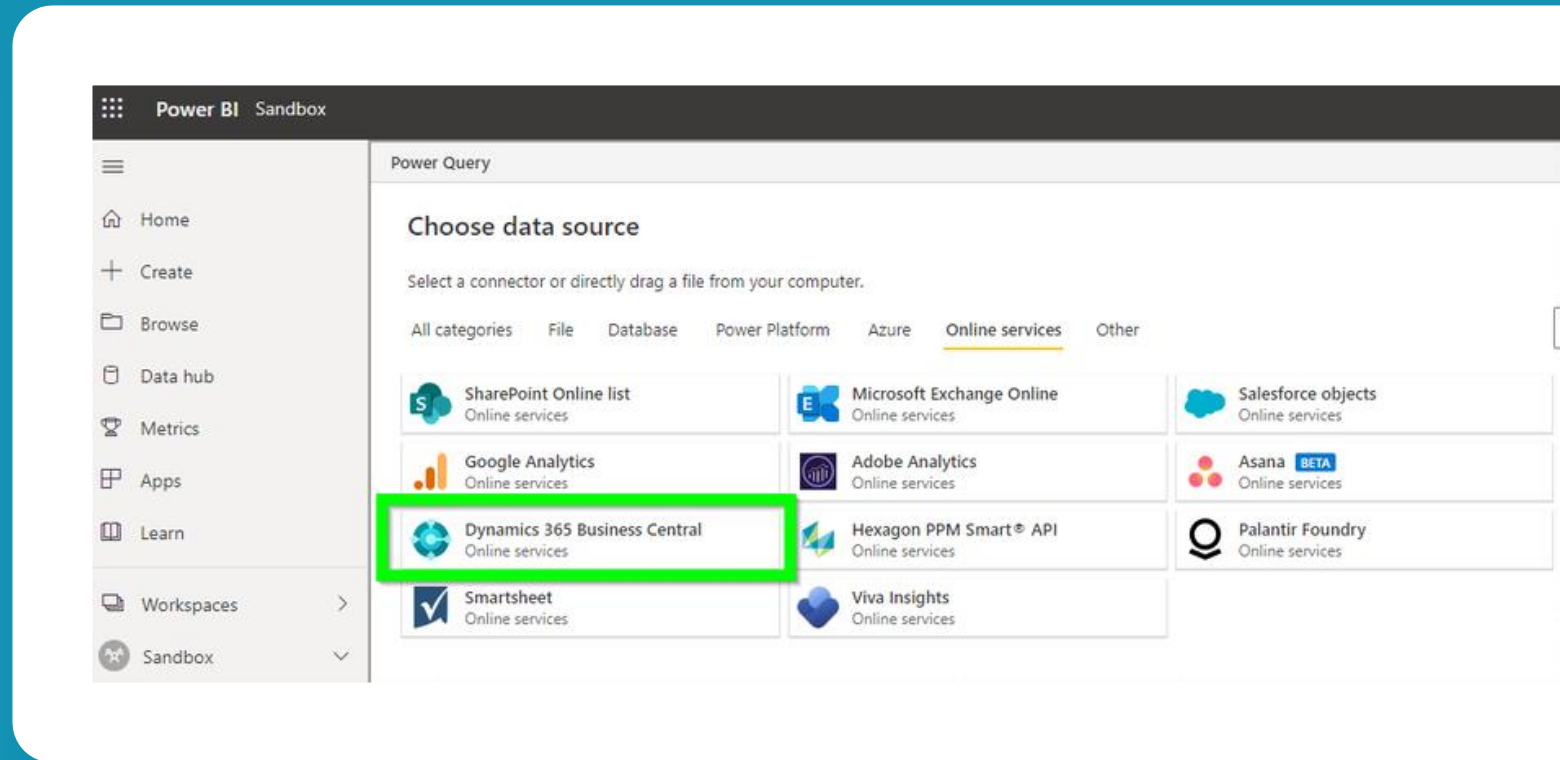 Power BI Sandbox
Power Query
Home
Create
Browse
Data hub
Metrics
Apps
Learn
Workspaces
Sandbox
Choose data source
Select a connector or directly drag a file from your computer.
All categories File Database Power Platform Azure Online services Other
S
SharePoint Online list
Online services
E
Microsoft Exchange Online
Online services
Salesforce objects
Online services
Google Analytics
Online services
Adobe Analytics
Online services
Asana BETA
Online services
Dynamics 365 Business Central
Online services
Hexagon PPM Smart® API
Online services
Palantir Foundry
Online services
Smartsheet
Online services
Viva Insights
Online services